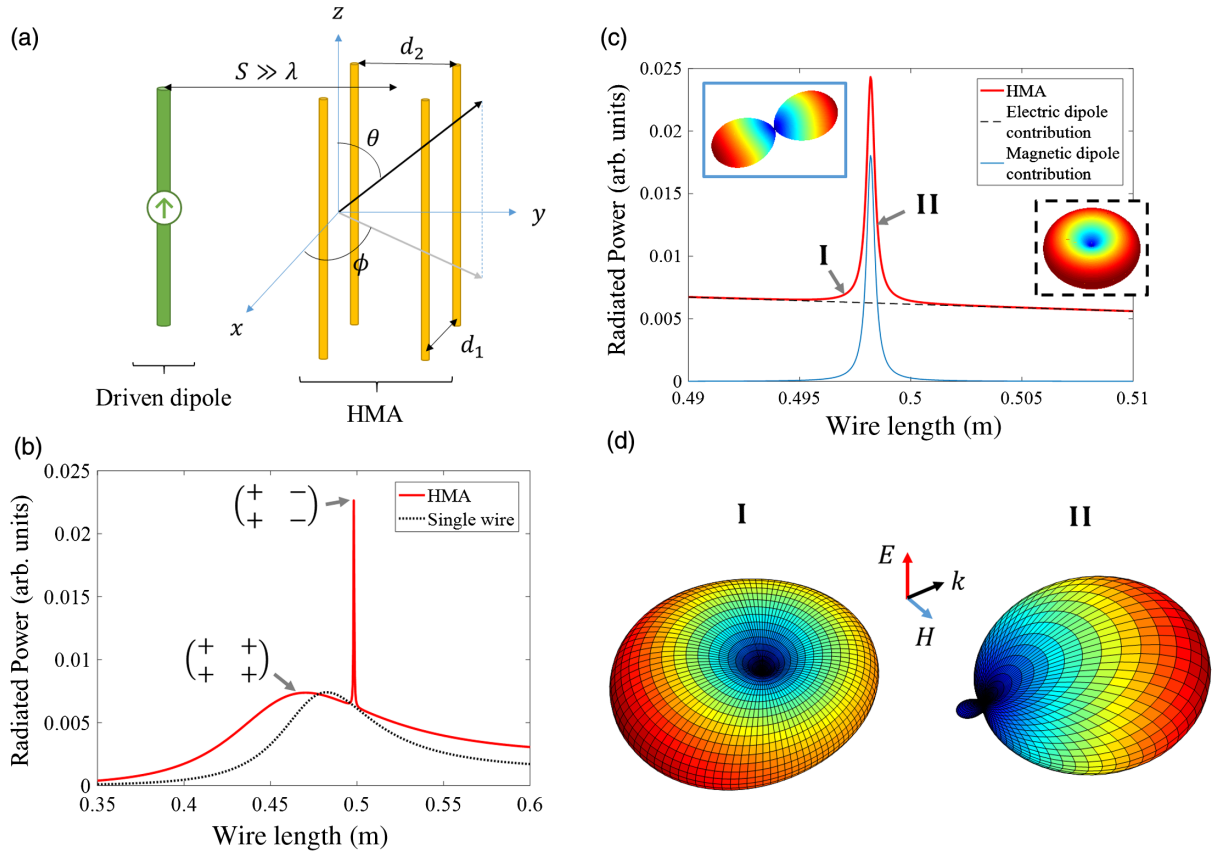 (a)
z
d₂
S ≫ λ
θ
y
ϕ
x
d₁
Driven dipole
HMA
(b)
0.025
0.02
0.015
0.01
0.005
0
0.35
0.4
0.45
0.5
0.55
0.6
Radiated Power (arb. units)
Wire length (m)
HMA
Single wire
(+ −)
(+ −)
(+ +)
(+ +)
(c)
0.025
0.02
0.015
0.01
0.005
0
0.49
0.495
0.5
0.505
0.51
Radiated Power (arb. units)
Wire length (m)
HMA
Electric dipole
contribution
Magnetic dipole
contribution
II
I
(d)
I
II
E
k
H